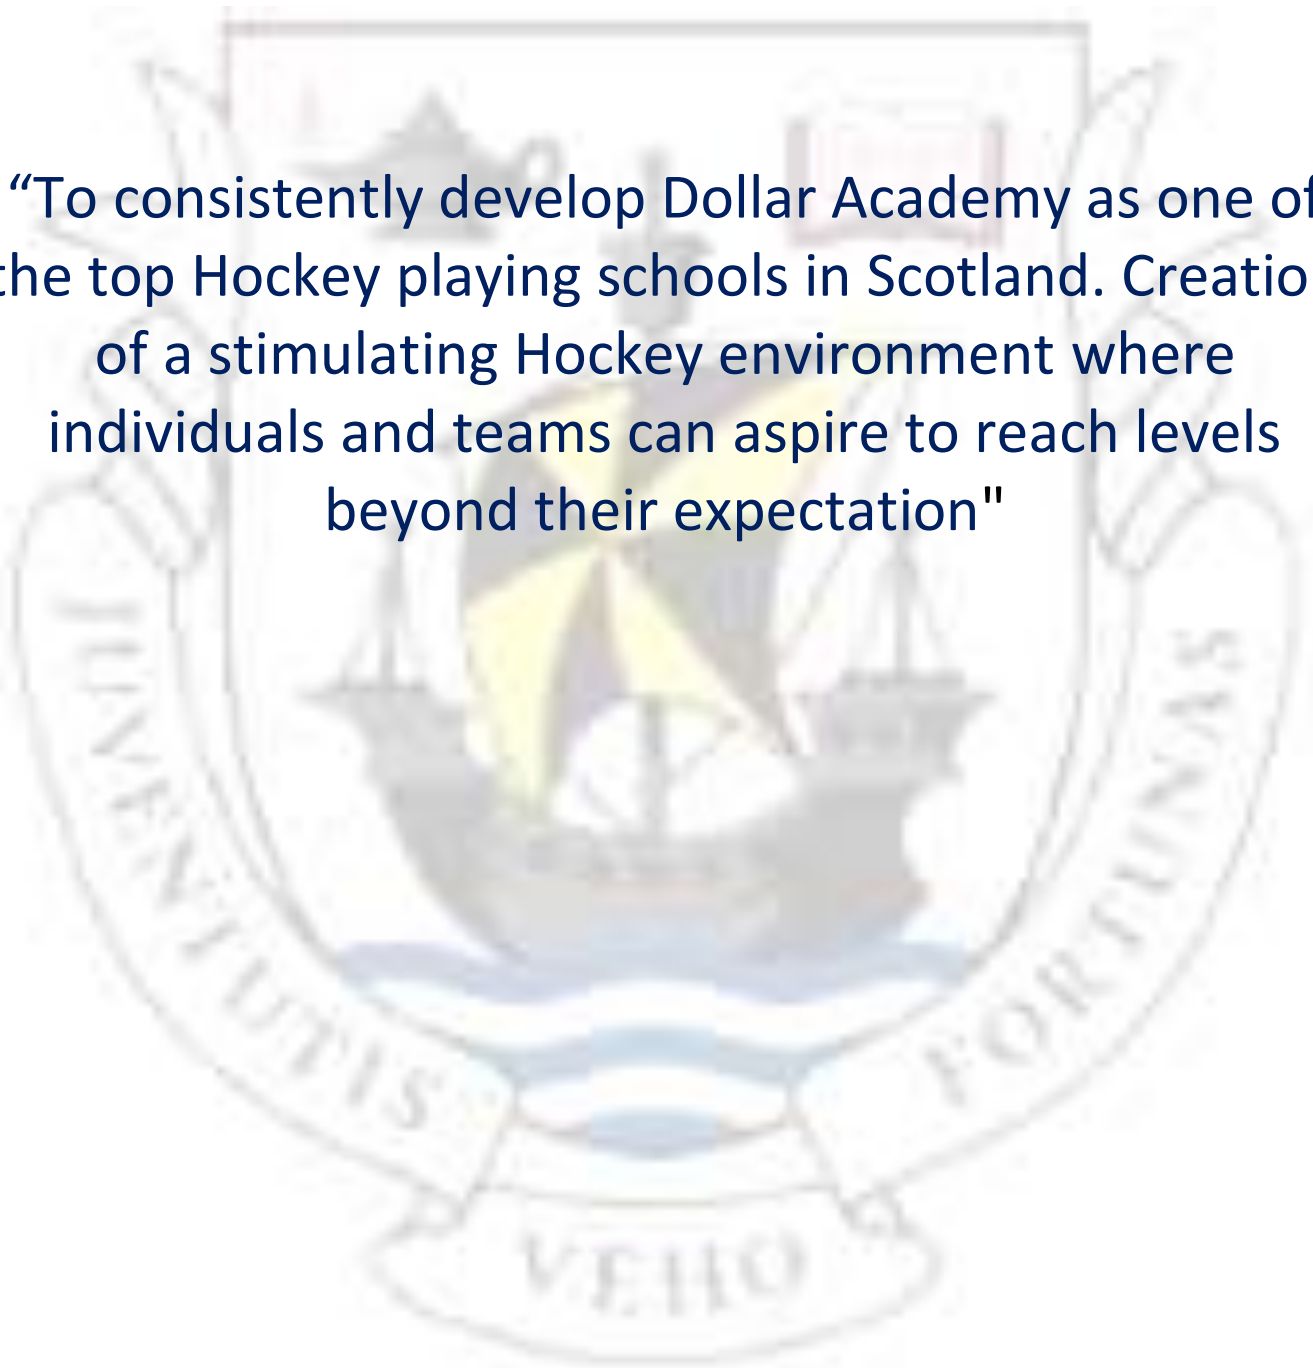 “To consistently develop Dollar Academy as one of
the top Hockey playing schools in Scotland. Creatio
of a stimulating Hockey environment where
individuals and teams can aspire to reach levels
beyond their expectation"
JUVENTUTIS
VEHO
FORTUNAS